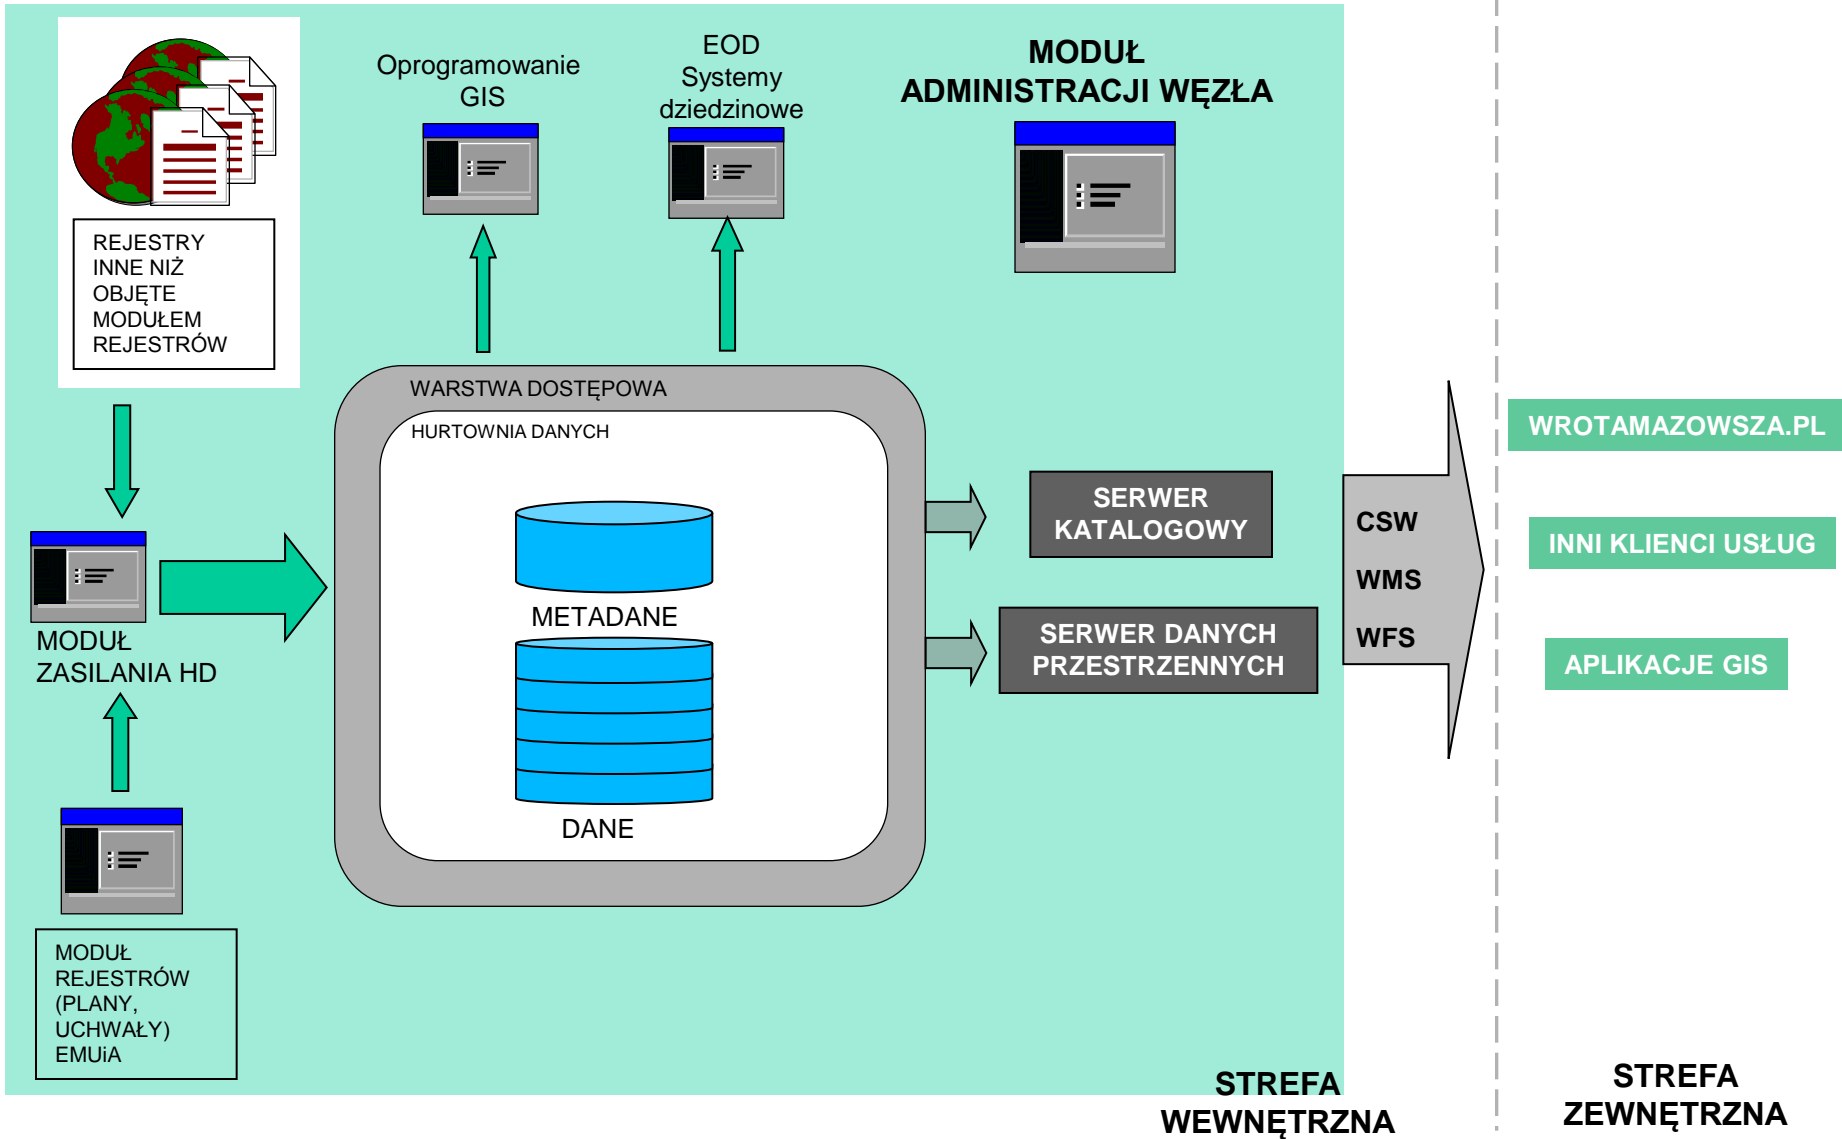 Oprogramowanie
GIS
EOD
Systemy
dziedzinowe
MODUŁ
ADMINISTRACJI WĘZŁA
REJESTRY
INNE NIŻ
OBJĘTE
MODUŁEM
REJESTRÓW
WARSTWA DOSTĘPOWA
HURTOWNIA DANYCH
METADANE
DANE
MODUŁ
ZASILANIA HD
MODUŁ
REJESTRÓW
(PLANY,
UCHWAŁY)
EMUiA
SERWER
KATALOGOWY
SERWER DANYCH
PRZESTRZENNYCH
CSW
WMS
WFS
WROTAMAZOWSZA.PL
INNI KLIENCI USŁUG
APLIKACJE GIS
STREFA
WEWNĘTRZNA
STREFA
ZEWNĘTRZNA